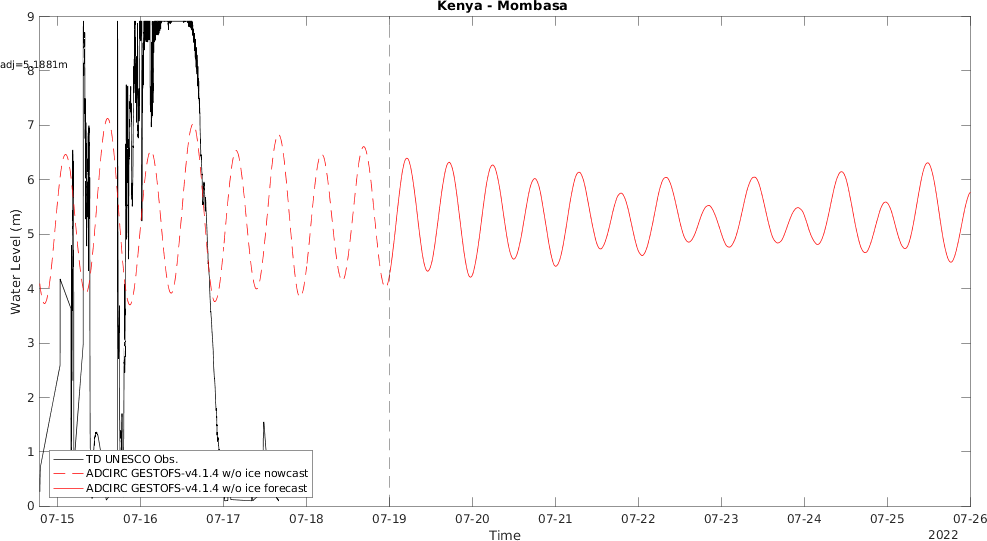 Kenya - Mombasa
adj=5.1881m
9
8
7
6
5
4
3
2
1
0
Water Level (m)
TD UNESCO Obs.
ADCIRC GESTOFS-v4.1.4 w/o ice nowcast
ADCIRC GESTOFS-v4.1.4 w/o ice forecast
07-15 07-16 07-17 07-18 07-19 07-20 07-21 07-22 07-23 07-24 07-25 07-26
Time
2022